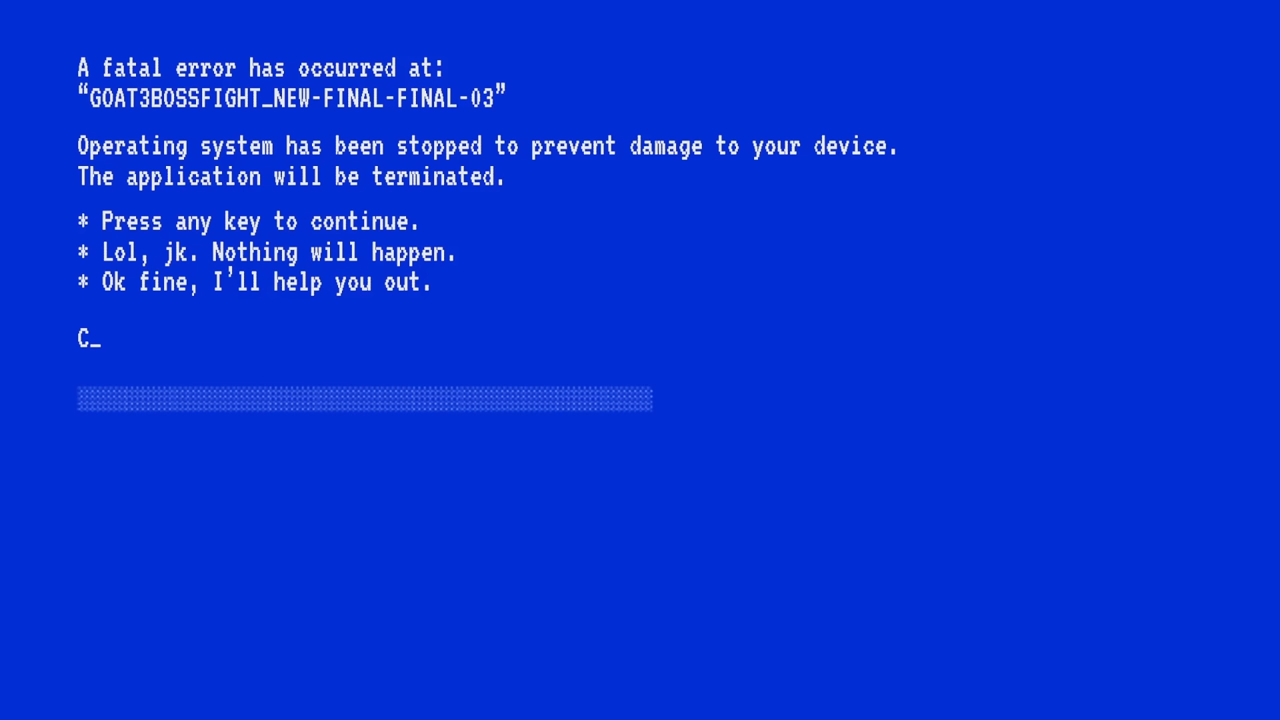 A fatal error has occurred at:
“GOAT3BOSSFIGHT_NEW-FINAL-FINAL-03”
Operating system has been stopped to prevent damage to your device.
The application will be terminated.
* Press any key to continue.
* Lol, jk. Nothing will happen.
* Ok fine, I’ll help you out.
C_